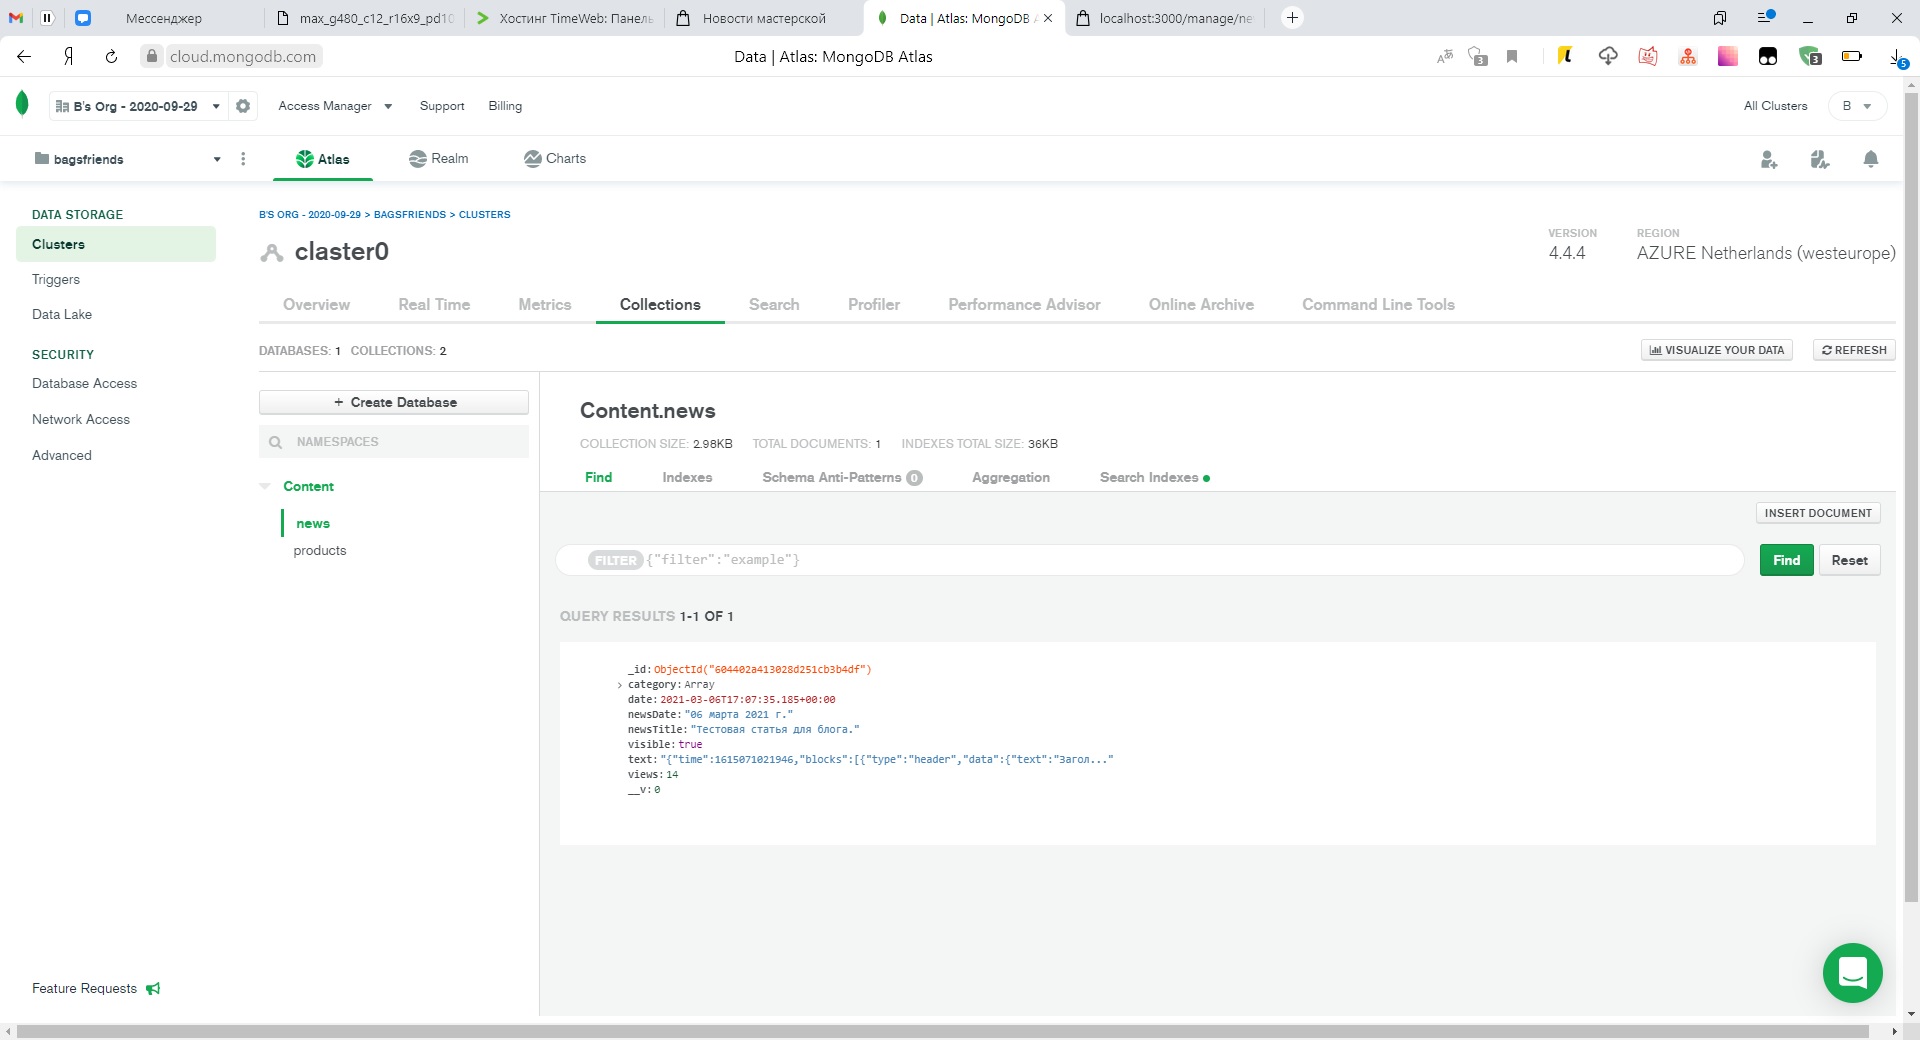 Мессенджер
max_g480_c12_r16x9_pd10
Хостинг TimeWeb: Панель
Новости мастерской
Data | Atlas: MongoDB A
localhost:3000/manage/ne
cloud.mongodb.com
Data | Atlas: MongoDB Atlas
3
3
5
B's Org - 2020-09-29
Access Manager
Support
Billing
All Clusters
B
bagsfriends
Atlas
Realm
Charts
DATA STORAGE
Clusters
Triggers
Data Lake
SECURITY
Database Access
Network Access
Advanced
Feature Requests
B'S ORG - 2020-09-29 > BAGSFRIENDS > CLUSTERS
claster0
VERSION
4.4.4
REGION
AZURE Netherlands (westeurope)
Overview
Real Time
Metrics
Collections
Search
Profiler
Performance Advisor
Online Archive
Command Line Tools
DATABASES: 1 COLLECTIONS: 2
VISUALIZE YOUR DATA
REFRESH
+ Create Database
NAMESPACES
Content
news
products
Content.news
COLLECTION SIZE: 2.98KB TOTAL DOCUMENTS: 1 INDEXES TOTAL SIZE: 36KB
Find
Indexes
Schema Anti-Patterns 0
Aggregation
Search Indexes
INSERT DOCUMENT
FILTER {"filter":"example"}
Find
Reset
QUERY RESULTS 1-1 OF 1
_id: ObjectId("604402a413028d251cb3b4df")
category: Array
date: 2021-03-06T17:07:35.185+00:00
newsDate: "06 марта 2021 г."
newsTitle: "Тестовая статья для блога."
visible: true
text: "{"time":1615071021946,"blocks":[{"type":"header","data":{"text":"Загол..."
views: 14
__v: 0